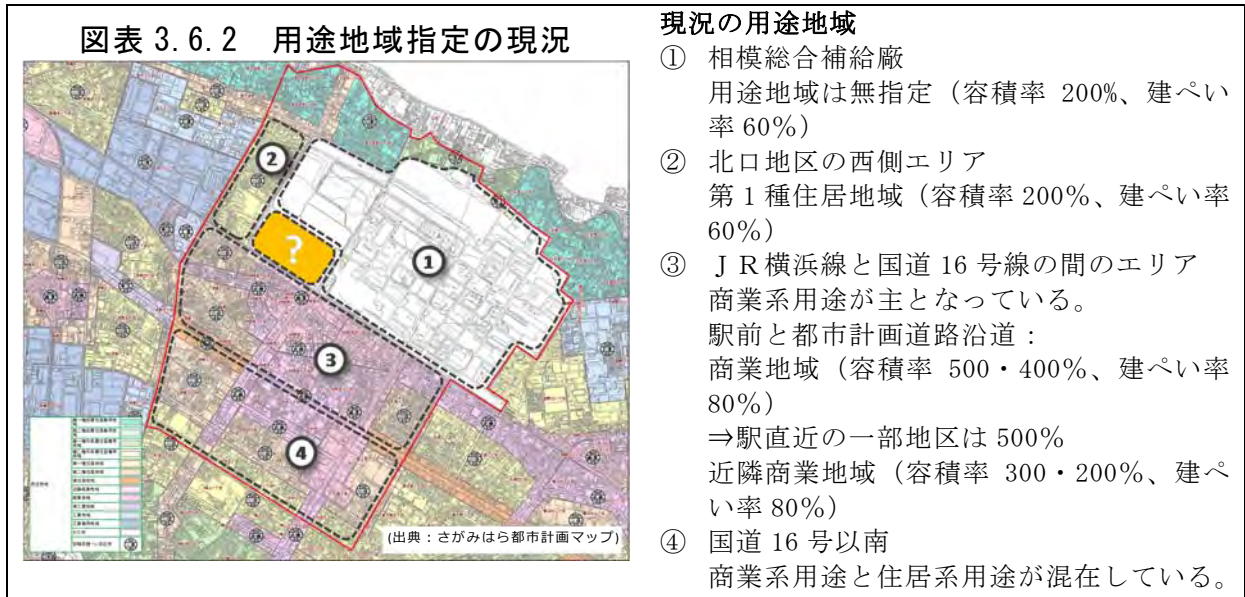 図表 3.6.2 用途地域指定の現況
②
?
①
③
④
(出典：さがみはら都市計画マップ)
現況の用途地域
① 相模総合補給廠
用途地域は無指定（容積率 200%、建ぺい
率 60％）
② 北口地区の西側エリア
第１種住居地域（容積率 200％、建ぺい率
60％）
③ ＪＲ横浜線と国道 16 号線の間のエリア
商業系用途が主となっている。
駅前と都市計画道路沿道：
商業地域（容積率 500・400％、建ぺい率
80％）
⇒駅直近の一部地区は 500％
近隣商業地域（容積率 300・200％、建ぺ
い率 80％）
④ 国道 16 号以南
商業系用途と住居系用途が混在している。